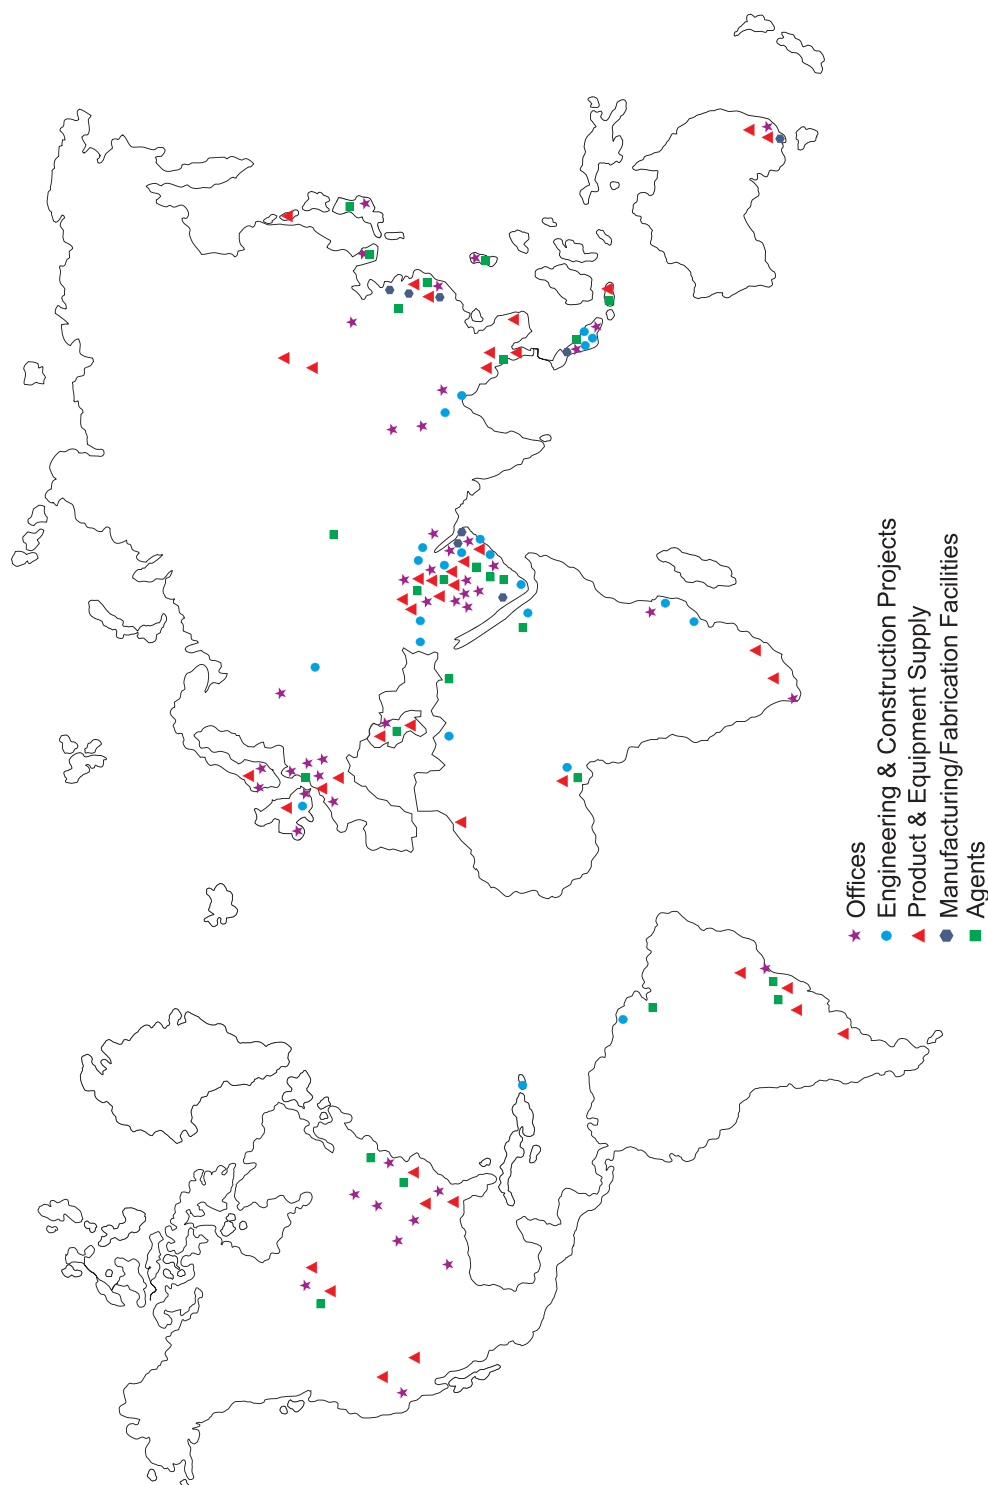 Offices
Engineering & Construction Projects
Product & Equipment Supply
Manufacturing/Fabrication Facilities
Agents